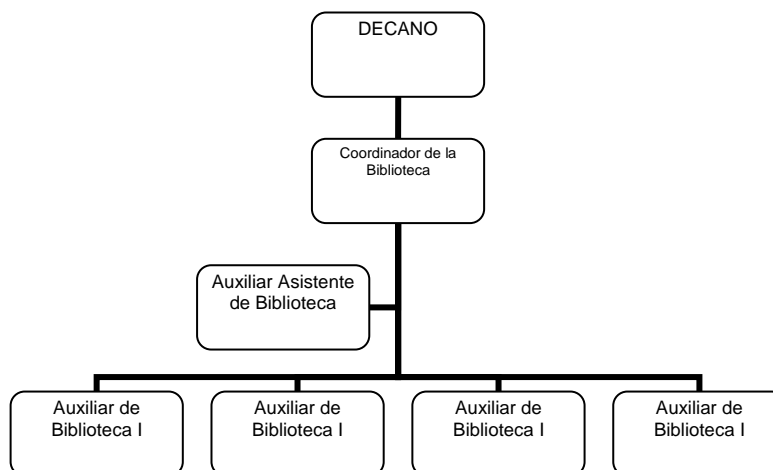 DECANO
Coordinador de la
Biblioteca
Auxiliar Asistente
de Biblioteca
Auxiliar de
Biblioteca I
Auxiliar de
Biblioteca I
Auxiliar de
Biblioteca I
Auxiliar de
Biblioteca I